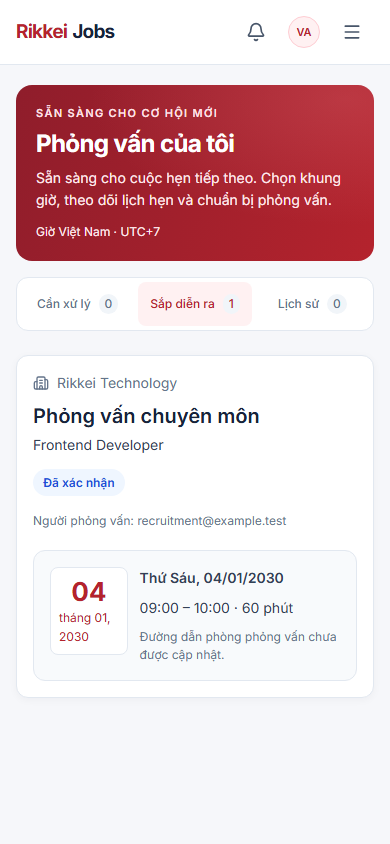 Rikkei Jobs
VA
SẴN SÀNG CHO CƠ HỘI MỚI
Phỏng vấn của tôi
Sẵn sàng cho cuộc hẹn tiếp theo. Chọn khung
giờ, theo dõi lịch hẹn và chuẩn bị phỏng vấn.
Giờ Việt Nam · UTC+7
Cần xử lý 0
Sắp diễn ra 1
Lịch sử 0
Rikkei Technology
Phỏng vấn chuyên môn
Frontend Developer
Đã xác nhận
Người phỏng vấn: recruitment@example.test
04
tháng 01,
2030
Thứ Sáu, 04/01/2030
09:00 – 10:00 · 60 phút
Đường dẫn phòng phỏng vấn chưa
được cập nhật.